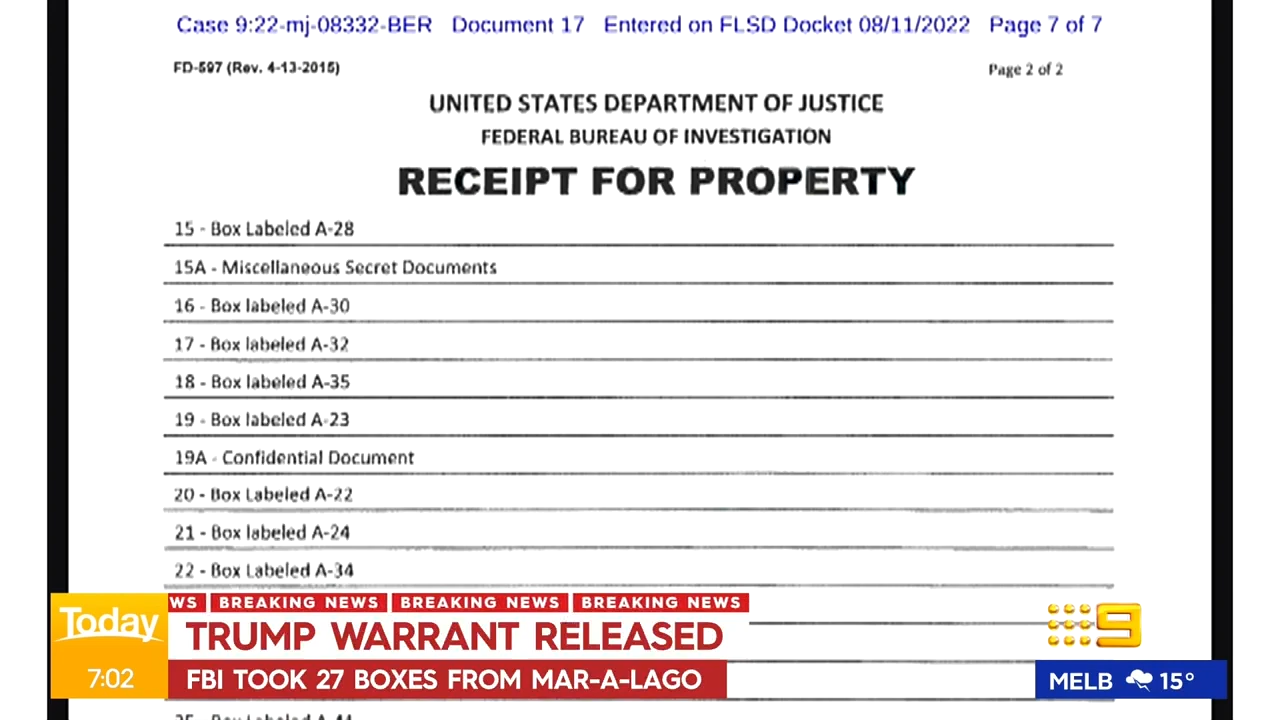 Case 9:22-mj-08332-BER Document 17 Entered on FLSD Docket 08/11/2022 Page 7 of 7
FD-597 (Rev. 4-13-2015) Page 2 of 2
UNITED STATES DEPARTMENT OF JUSTICE
FEDERAL BUREAU OF INVESTIGATION
RECEIPT FOR PROPERTY
15 - Box Labeled A-28
15A - Miscellaneous Secret Documents
16 - Box labeled A-30
17 - Box labeled A-32
18 - Box labeled A-35
19 - Box labeled A-23
19A - Confidential Document
20 - Box Labeled A-22
21 - Box labeled A-24
22 - Box Labeled A-34
WS BREAKING NEWS BREAKING NEWS BREAKING NEWS
Today
TRUMP WARRANT RELEASED
9
7:02
FBI TOOK 27 BOXES FROM MAR-A-LAGO
MELB 15°